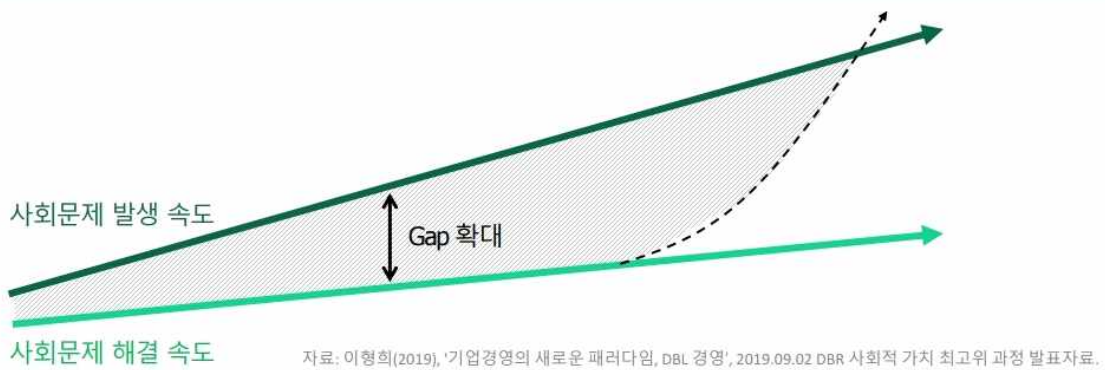 사회문제 발생 속도
Gap 확대
사회문제 해결 속도
자료: 이형희(2019), '기업경영의 새로운 패러다임, DBL 경영', 2019.09.02 DBR 사회적 가치 최고위 과정 발표자료.